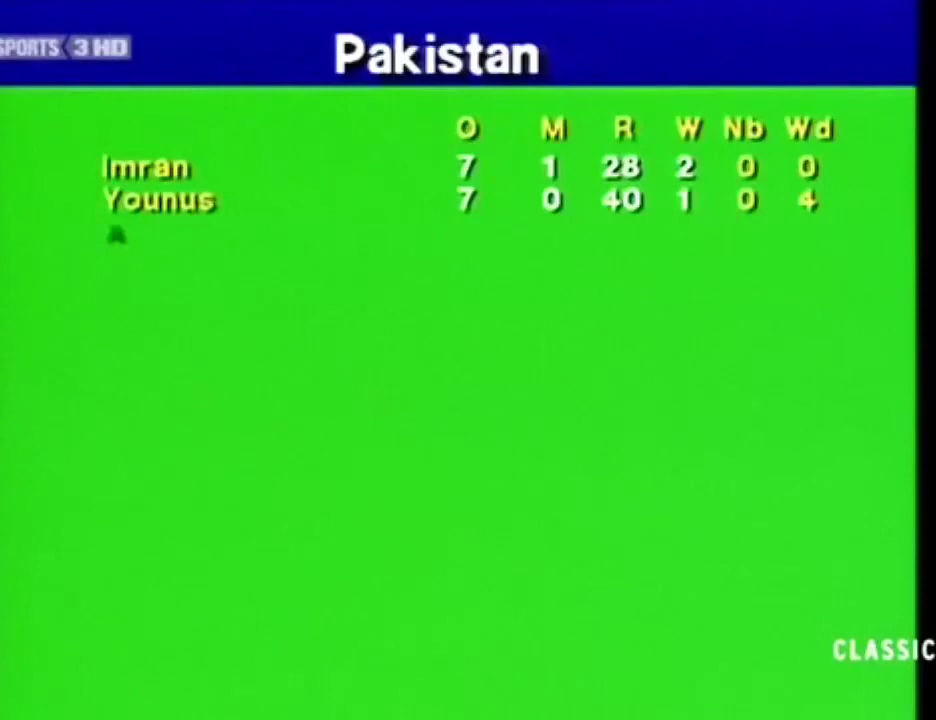 SPORTS 3 HD
Pakistan
O M R W Nb Wd
Imran 7 1 28 2 0 0
Younus 7 0 40 1 0 4
CLASSIC